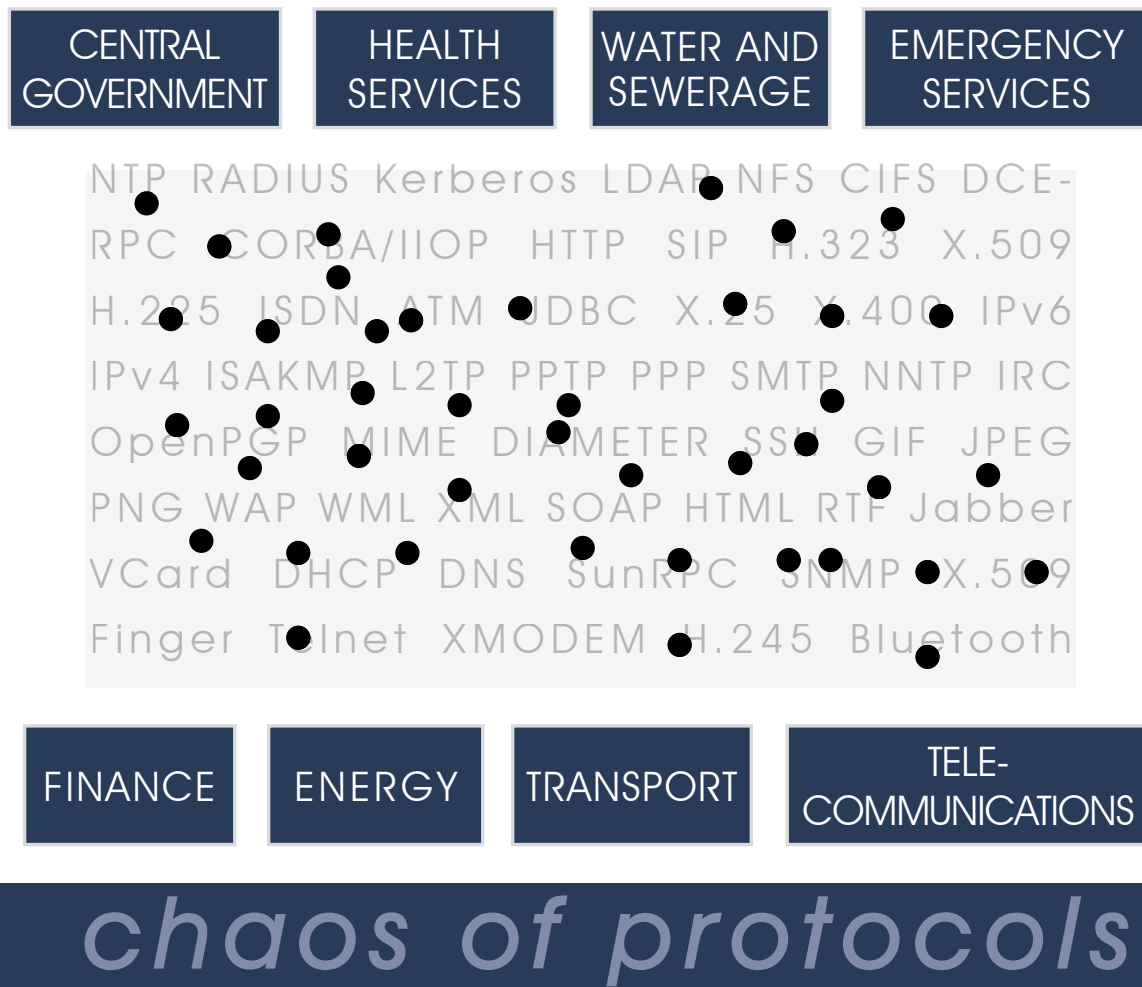 CENTRAL
GOVERNMENT
HEALTH
SERVICES
WATER AND
SEWERAGE
EMERGENCY
SERVICES
NTP RADIUS Kerberos LDAP NFS CIFS DCE-
RPC CORBA/IIOP HTTP SIP H.323 X.509
H.225 ISDN ATM JDBC X.25 X.400 IPv6
IPv4 ISAKMP L2TP PPTP PPP SMTP NNTP IRC
OpenPGP MIME DIAMETER SSH GIF JPEG
PNG WAP WML XML SOAP HTML RTF Jabber
VCard DHCP DNS SunRPC SNMP X.509
Finger Telnet XMODEM H.245 Bluetooth
FINANCE
ENERGY
TRANSPORT
TELE-
COMMUNICATIONS
chaos of protocols